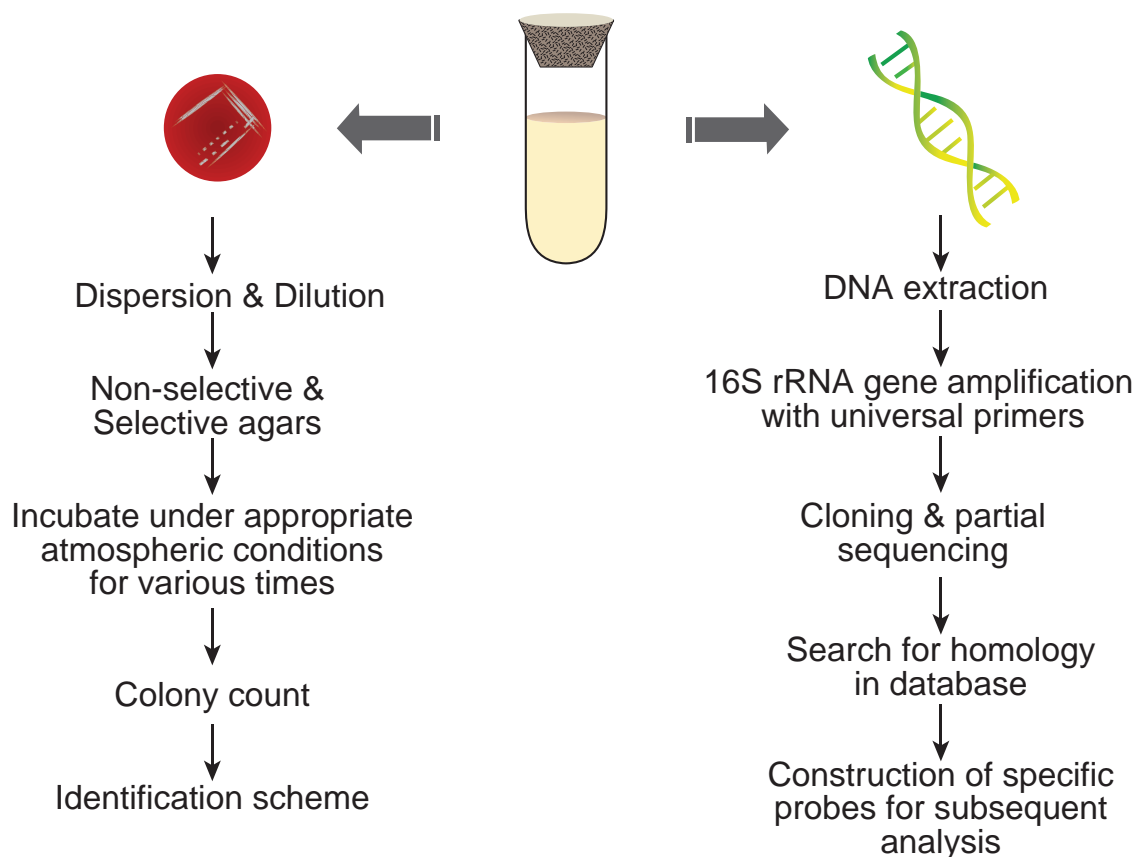 Dispersion & Dilution
Non-selective &
Selective agars
Incubate under appropriate
atmospheric conditions
for various times
Colony count
Identification scheme
DNA extraction
16S rRNA gene amplification
with universal primers
Cloning & partial
sequencing
Search for homology
in database
Construction of specific
probes for subsequent
analysis